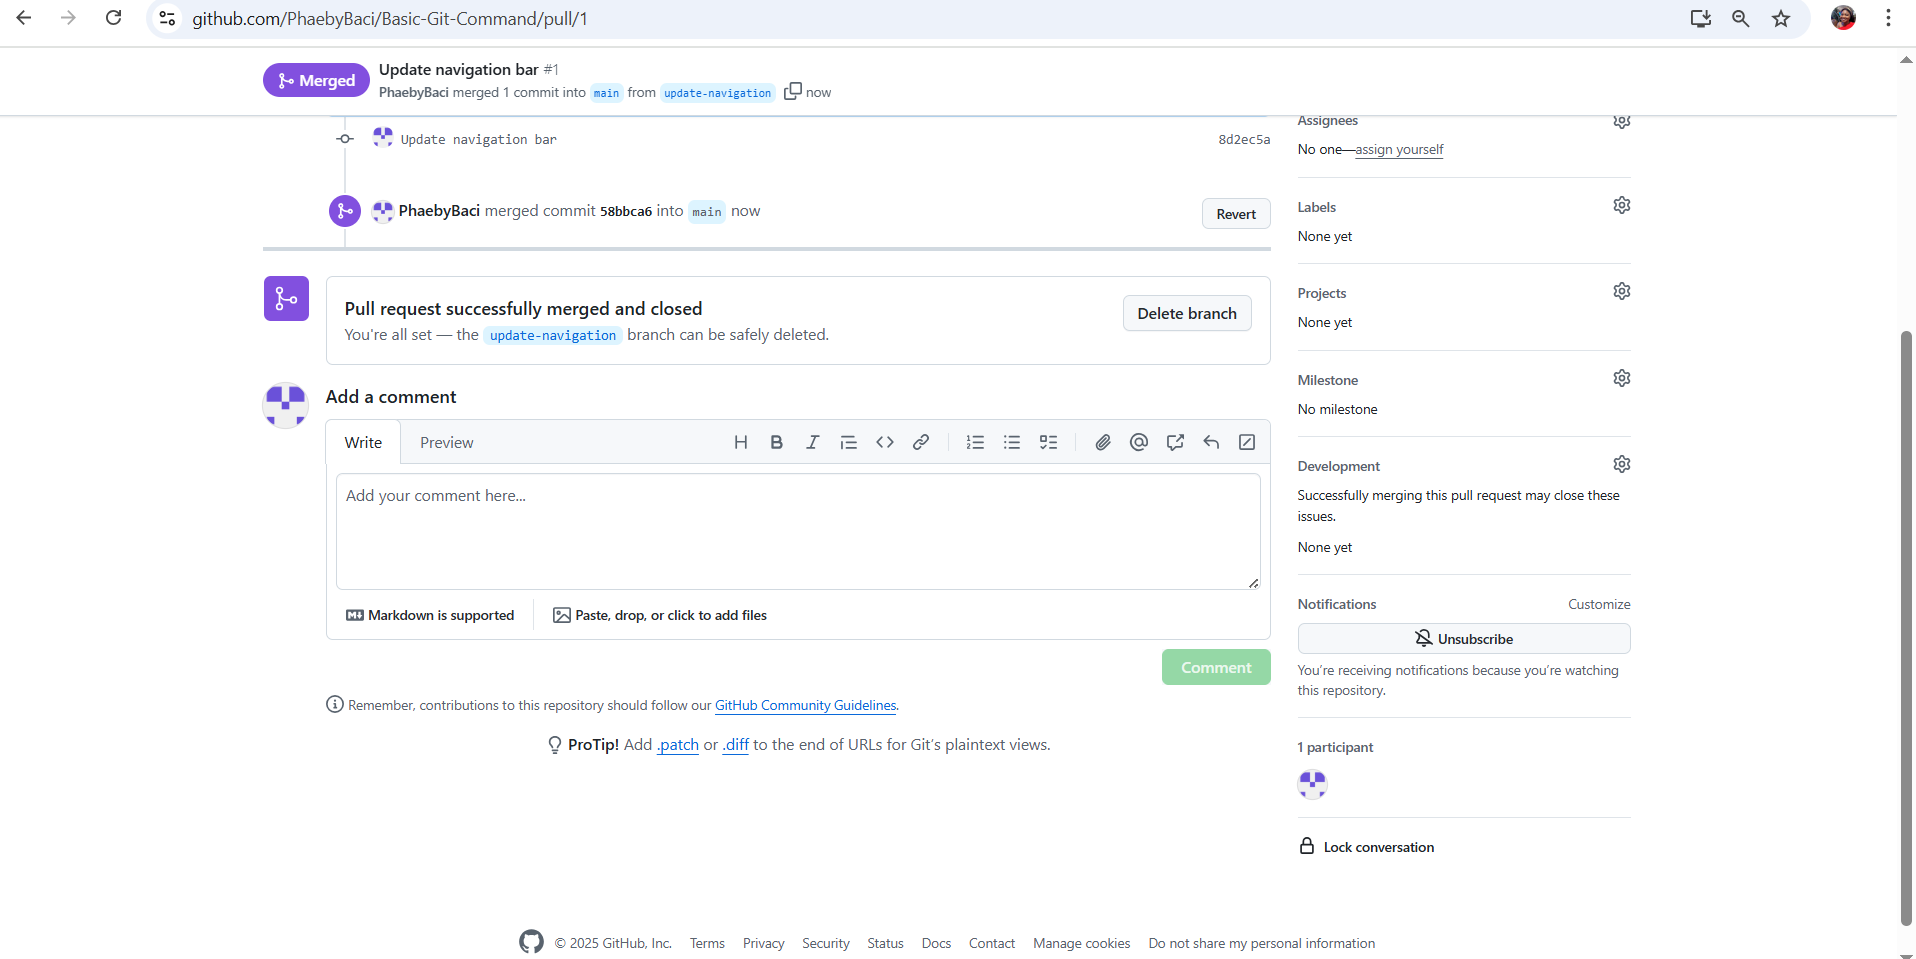 github.com/PhaebyBaci/Basic-Git-Command/pull/1
Merged
Update navigation bar #1
PhaebyBaci merged 1 commit into main from update-navigation now
Update navigation bar 8d2ec5a
PhaebyBaci merged commit 58bbca6 into main now
Revert
Pull request successfully merged and closed
You're all set — the update-navigation branch can be safely deleted.
Delete branch
Add a comment
Write Preview
Add your comment here...
Markdown is supported
Paste, drop, or click to add files
Comment
Remember, contributions to this repository should follow our GitHub Community Guidelines.
ProTip! Add .patch or .diff to the end of URLs for Git's plaintext views.
Assignees
No one—assign yourself
Labels
None yet
Projects
None yet
Milestone
No milestone
Development
Successfully merging this pull request may close these
issues.
None yet
Notifications Customize
Unsubscribe
You're receiving notifications because you're watching
this repository.
1 participant
Lock conversation
© 2025 GitHub, Inc. Terms Privacy Security Status Docs Contact Manage cookies Do not share my personal information